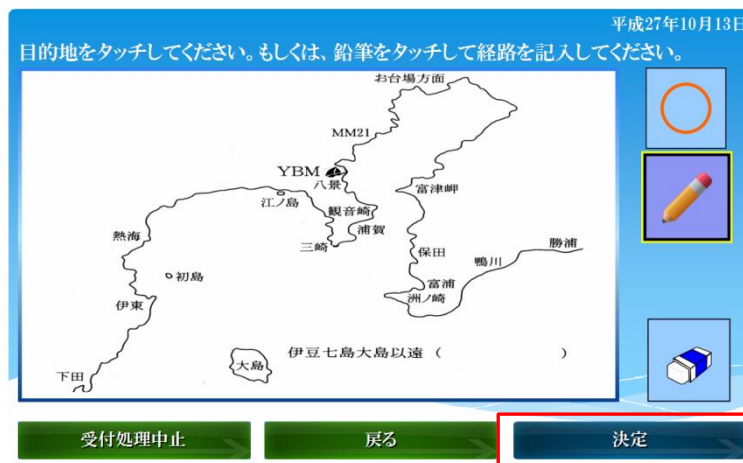 平成27年10月13日
目的地をタッチしてください。もしくは、鉛筆をタッチして経路を記入してください。
お台場方面
MM21
YBM
八景
富津岬
江ノ島
観音崎
浦賀
熱海
三崎
保田
勝浦
鴨川
初島
富浦
洲ノ崎
伊東
伊豆七島大島以遠（　　　　　　　）
大島
下田
受付処理中止
戻る
決定